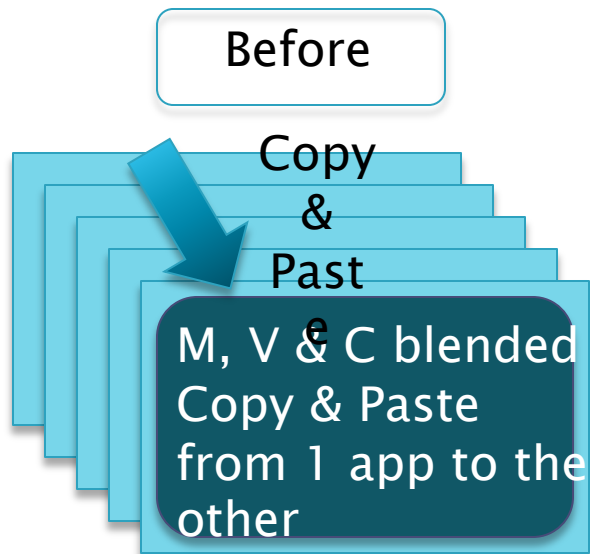 Before
Copy
&
Past
e
M, V & C blended
Copy & Paste
from 1 app to the
other